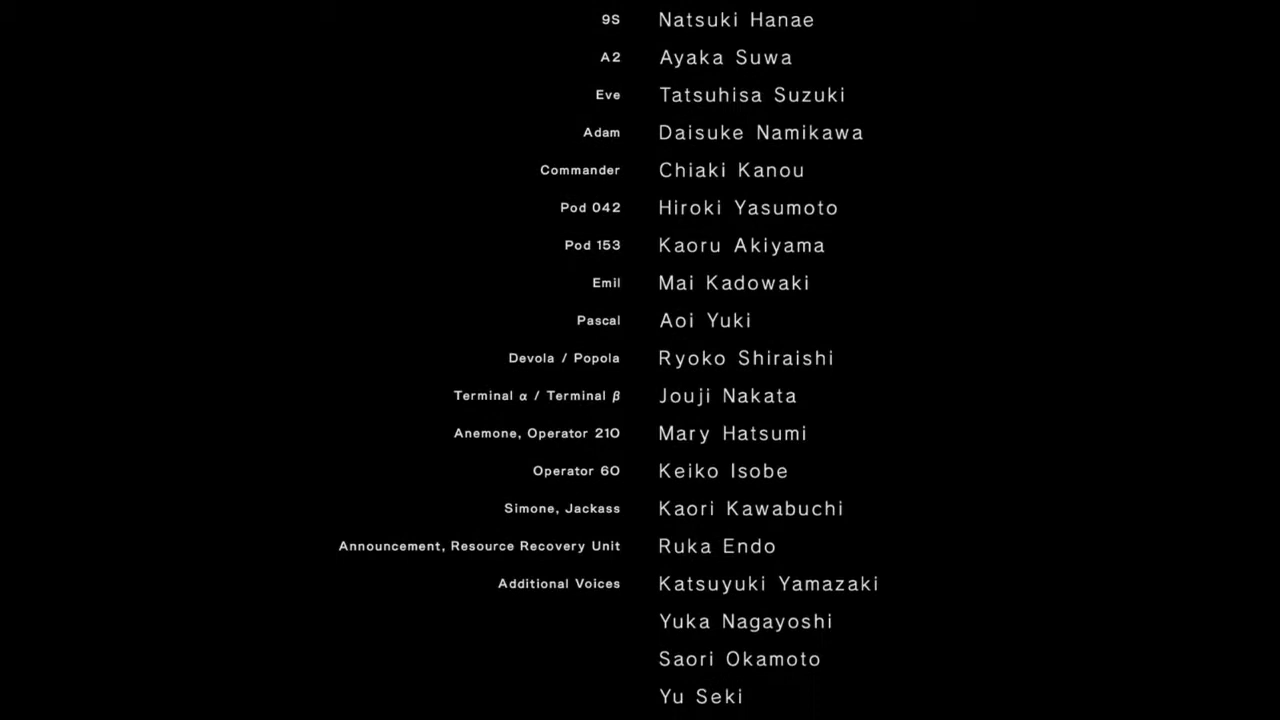 9S Natsuki Hanae
A2 Ayaka Suwa
Eve Tatsuhisa Suzuki
Adam Daisuke Namikawa
Commander Chiaki Kanou
Pod 042 Hiroki Yasumoto
Pod 153 Kaoru Akiyama
Emil Mai Kadowaki
Pascal Aoi Yuki
Devola / Popola Ryoko Shiraishi
Terminal α / Terminal β Jouji Nakata
Anemone, Operator 21O Mary Hatsumi
Operator 6O Keiko Isobe
Simone, Jackass Kaori Kawabuchi
Announcement, Resource Recovery Unit Ruka Endo
Additional Voices Katsuyuki Yamazaki
Yuka Nagayoshi
Saori Okamoto
Yu Seki